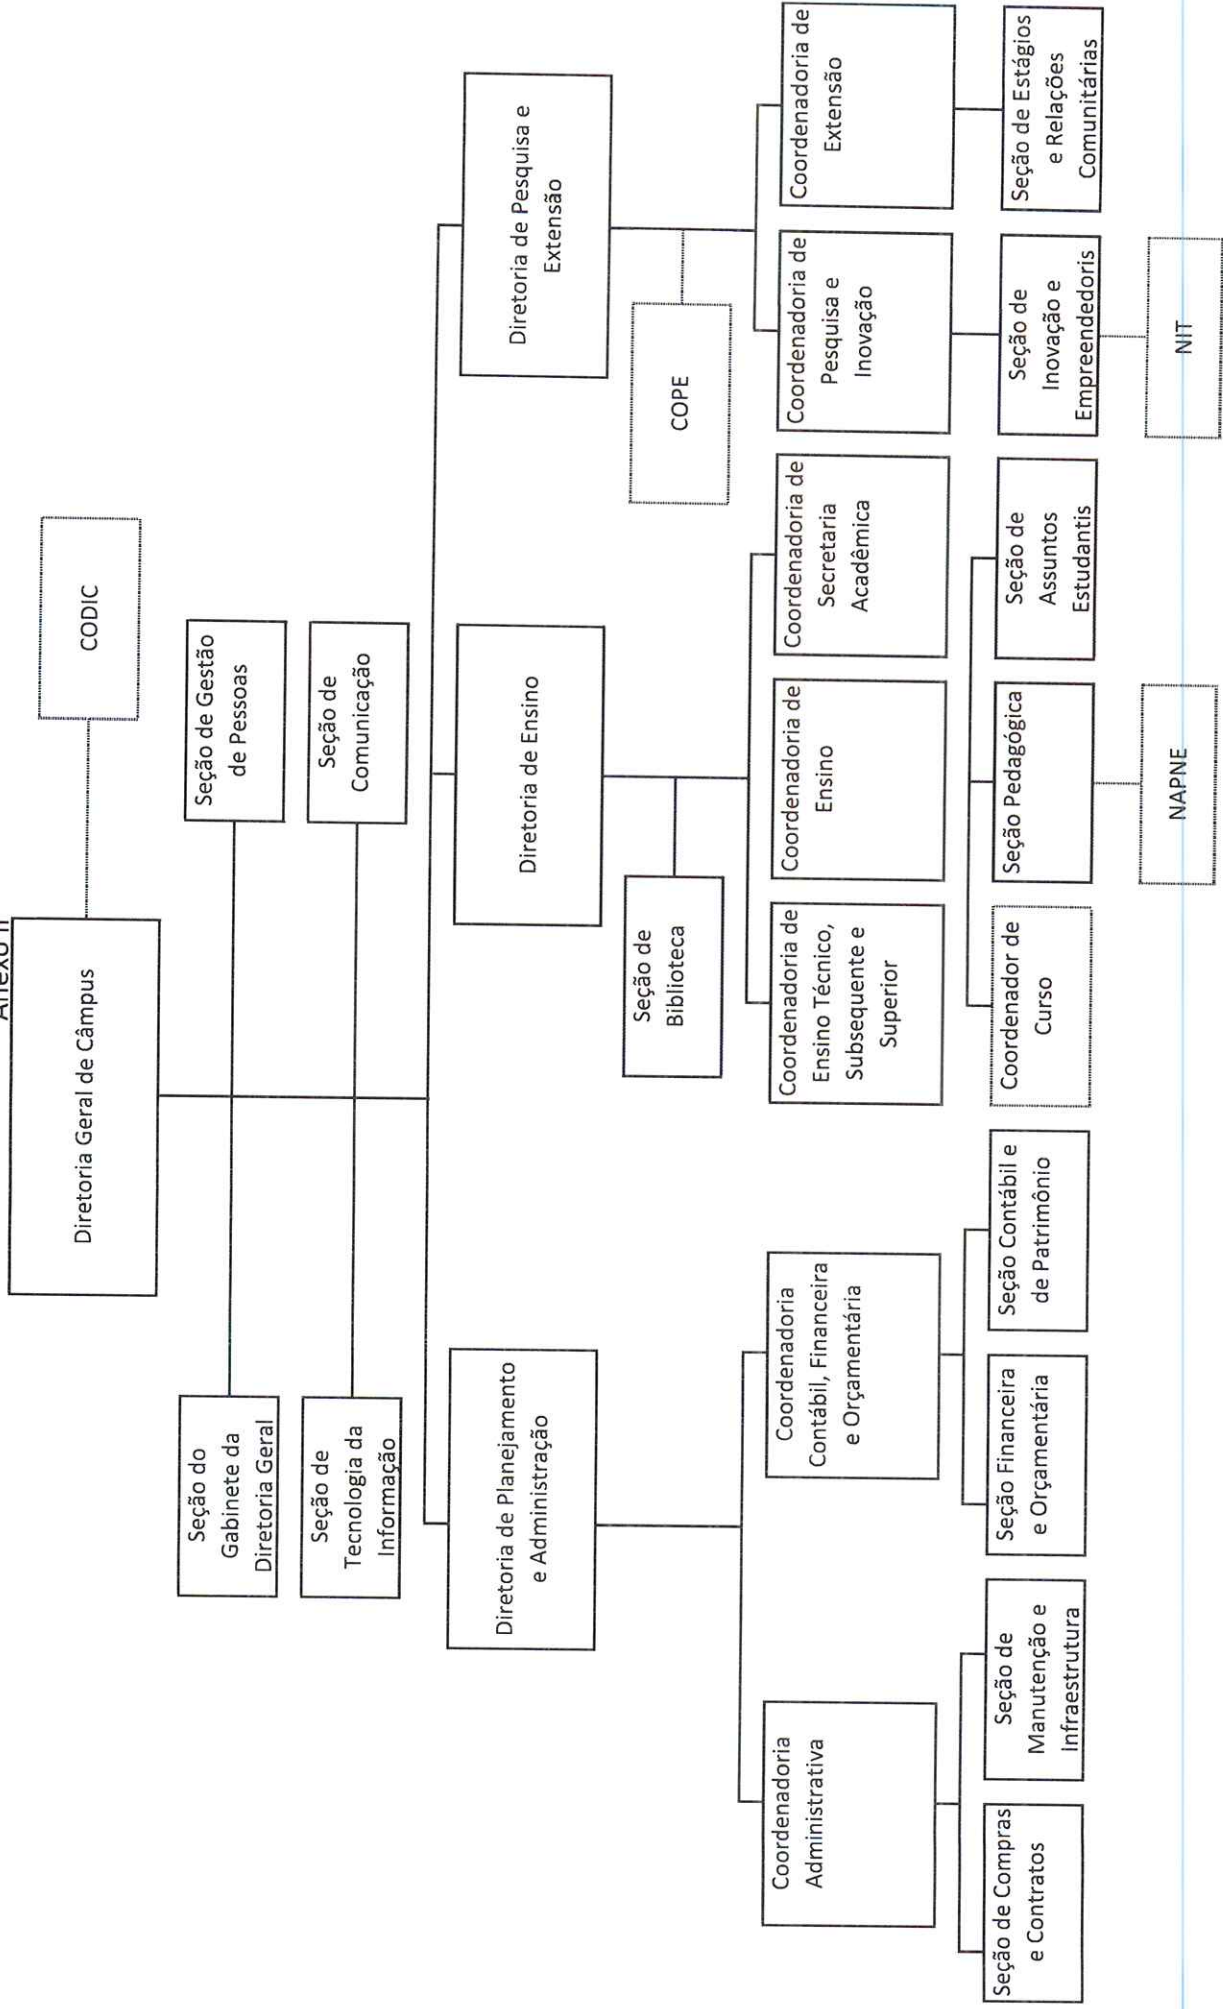 Anexo II
Diretoria Geral de Câmpus
CODIC
Seção do
Gabinete da
Diretoria Geral
Seção de Gestão
de Pessoas
Seção de
Tecnologia da
Informação
Seção de
Comunicação
Diretoria de Planejamento
e Administração
Diretoria de Ensino
Diretoria de Pesquisa e
Extensão
Seção de
Biblioteca
COPE
Coordenadoria
Administrativa
Coordenadoria
Contábil, Financeira
e Orçamentária
Coordenadoria de
Ensino Técnico,
Subsequente e
Superior
Coordenadoria de
Ensino
Coordenadoria de
Secretaria
Acadêmica
Coordenadoria de
Pesquisa e
Inovação
Coordenadoria de
Extensão
Seção de Compras
e Contratos
Seção de
Manutenção e
Infraestrutura
Seção Financeira
e Orçamentária
Seção Contábil e
de Patrimônio
Coordenador de
Curso
Seção Pedagógica
Seção de
Assuntos
Estudantis
Seção de
Inovação e
Empreendedoris
Seção de Estágios
e Relações
Comunitárias
NAPNE
NIT